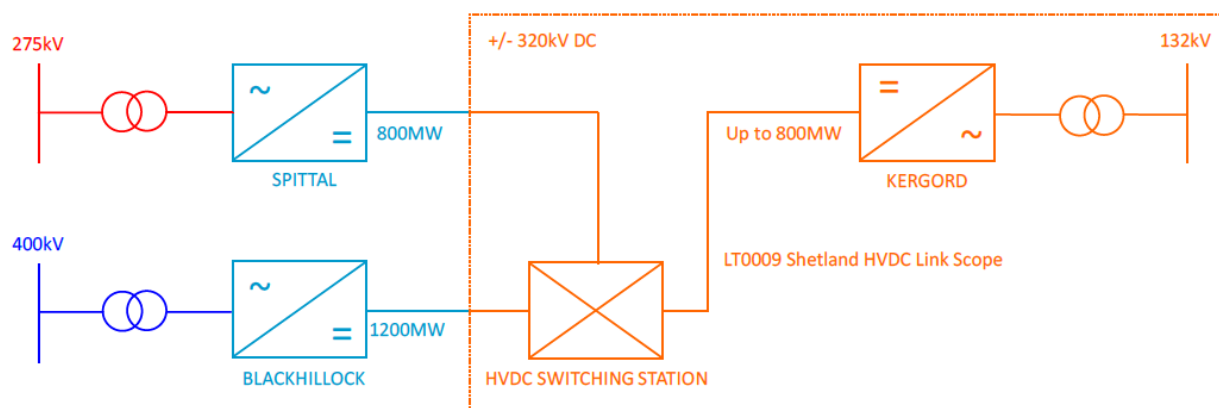 275kV
+/- 320kV DC
132kV
~
=
800MW
SPITTAL
Up to 800MW
=
~
KERGORD
400kV
LT0009 Shetland HVDC Link Scope
~
=
1200MW
BLACKHILLOCK
HVDC SWITCHING STATION